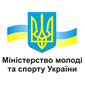 Міністерство молоді
та спорту України